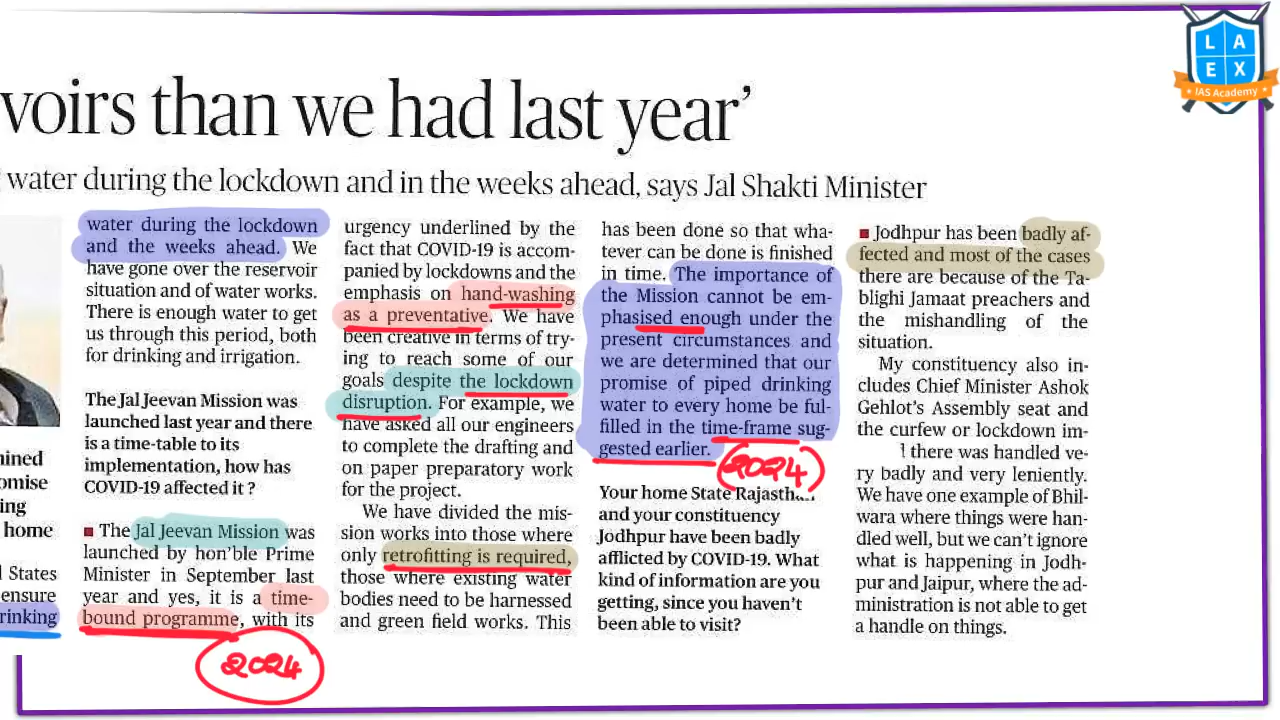 L A
E X
IAS Academy
voirs than we had last year’
water during the lockdown and in the weeks ahead, says Jal Shakti Minister
mined
omise
ing
home
States
ensure
rinking
water during the lockdown
and the weeks ahead. We
have gone over the reservoir
situation and of water works.
There is enough water to get
us through this period, both
for drinking and irrigation.
The Jal Jeevan Mission was
launched last year and there
is a time-table to its
implementation, how has
COVID-19 affected it ?
The Jal Jeevan Mission was
launched by hon’ble Prime
Minister in September last
year and yes, it is a time-
bound programme, with its
2024
urgency underlined by the
fact that COVID-19 is accom-
panied by lockdowns and the
emphasis on hand-washing
as a preventative. We have
been creative in terms of try-
ing to reach some of our
goals despite the lockdown
disruption. For example, we
have asked all our engineers
to complete the drafting and
on paper preparatory work
for the project.
We have divided the mis-
sion works into those where
only retrofitting is required,
those where existing water
bodies need to be harnessed
and green field works. This
has been done so that wha-
tever can be done is finished
in time. The importance of
the Mission cannot be em-
phasised enough under the
present circumstances and
we are determined that our
promise of piped drinking
water to every home be ful-
filled in the time-frame sug-
gested earlier.
(2024)
Your home State Rajasthan
and your constituency
Jodhpur have been badly
afflicted by COVID-19. What
kind of information are you
getting, since you haven’t
been able to visit?
Jodhpur has been badly af-
fected and most of the cases
there are because of the Ta-
blighi Jamaat preachers and
the mishandling of the
situation.
My constituency also in-
cludes Chief Minister Ashok
Gehlot’s Assembly seat and
the curfew or lockdown im-
there was handled ve-
ry badly and very leniently.
We have one example of Bhil-
wara where things were han-
dled well, but we can’t ignore
what is happening in Jodh-
pur and Jaipur, where the ad-
ministration is not able to get
a handle on things.